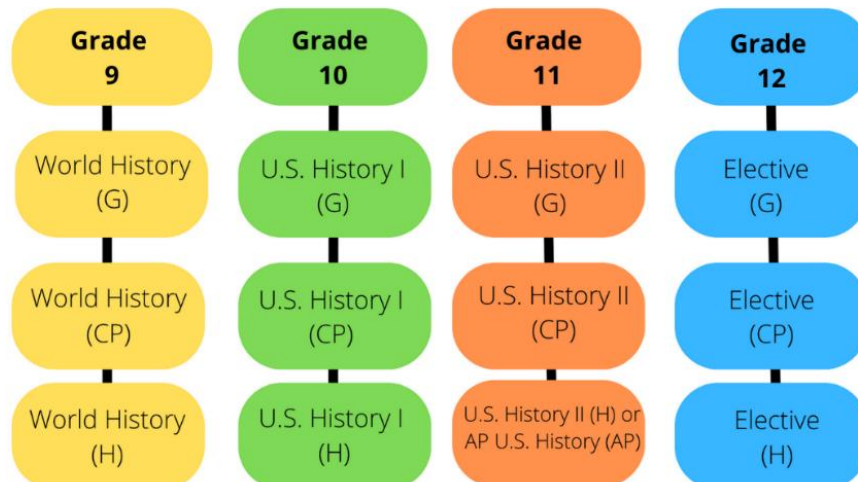 Grade
9
World History
(G)
World History
(CP)
World History
(H)
Grade
10
U.S. History I
(G)
U.S. History I
(CP)
U.S. History I
(H)
Grade
11
U.S. History II
(G)
U.S. History II
(CP)
U.S. History II (H) or
AP U.S. History (AP)
Grade
12
Elective
(G)
Elective
(CP)
Elective
(H)